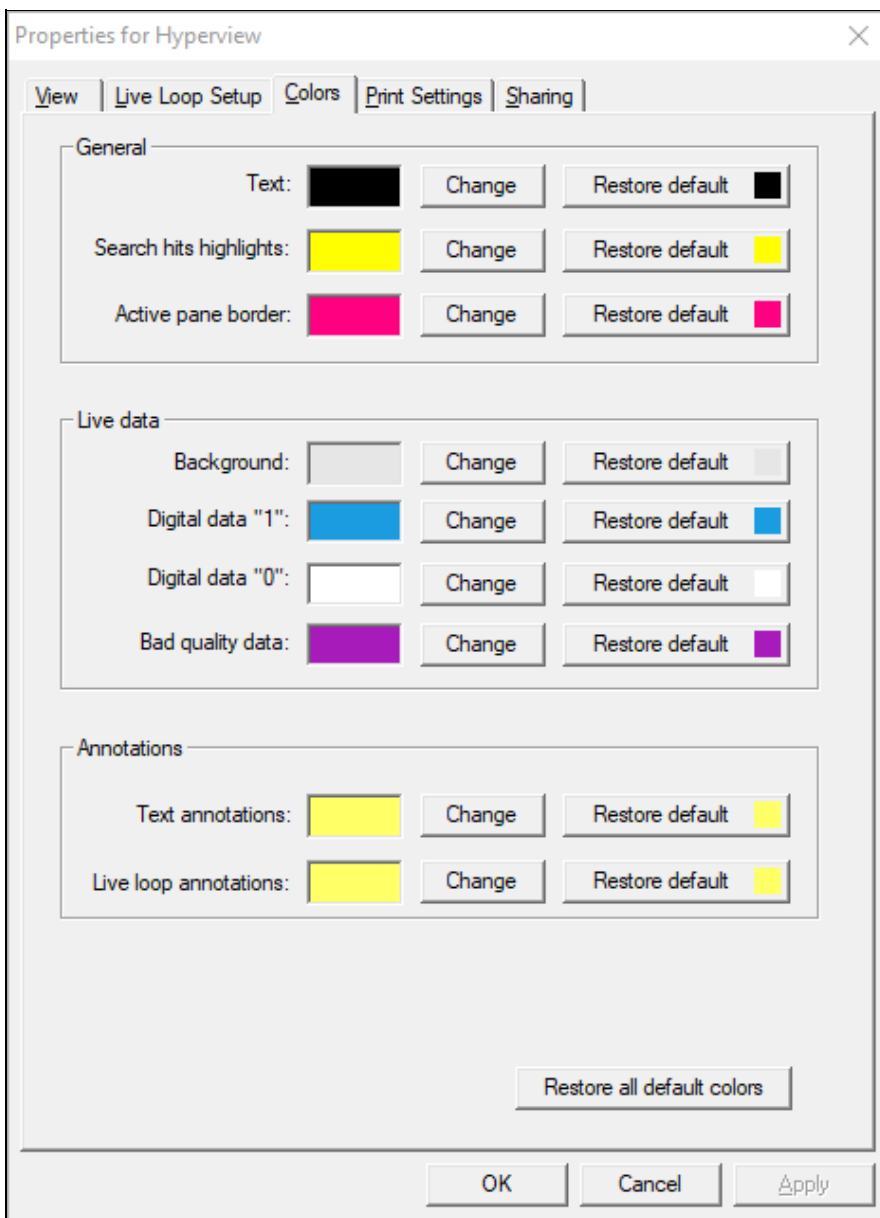 Properties for Hyperview
View Live Loop Setup Colors Print Settings Sharing
General
Text: Change Restore default
Search hits highlights: Change Restore default
Active pane border: Change Restore default
Live data
Background: Change Restore default
Digital data "1": Change Restore default
Digital data "0": Change Restore default
Bad quality data: Change Restore default
Annotations
Text annotations: Change Restore default
Live loop annotations: Change Restore default
Restore all default colors
OK Cancel Apply